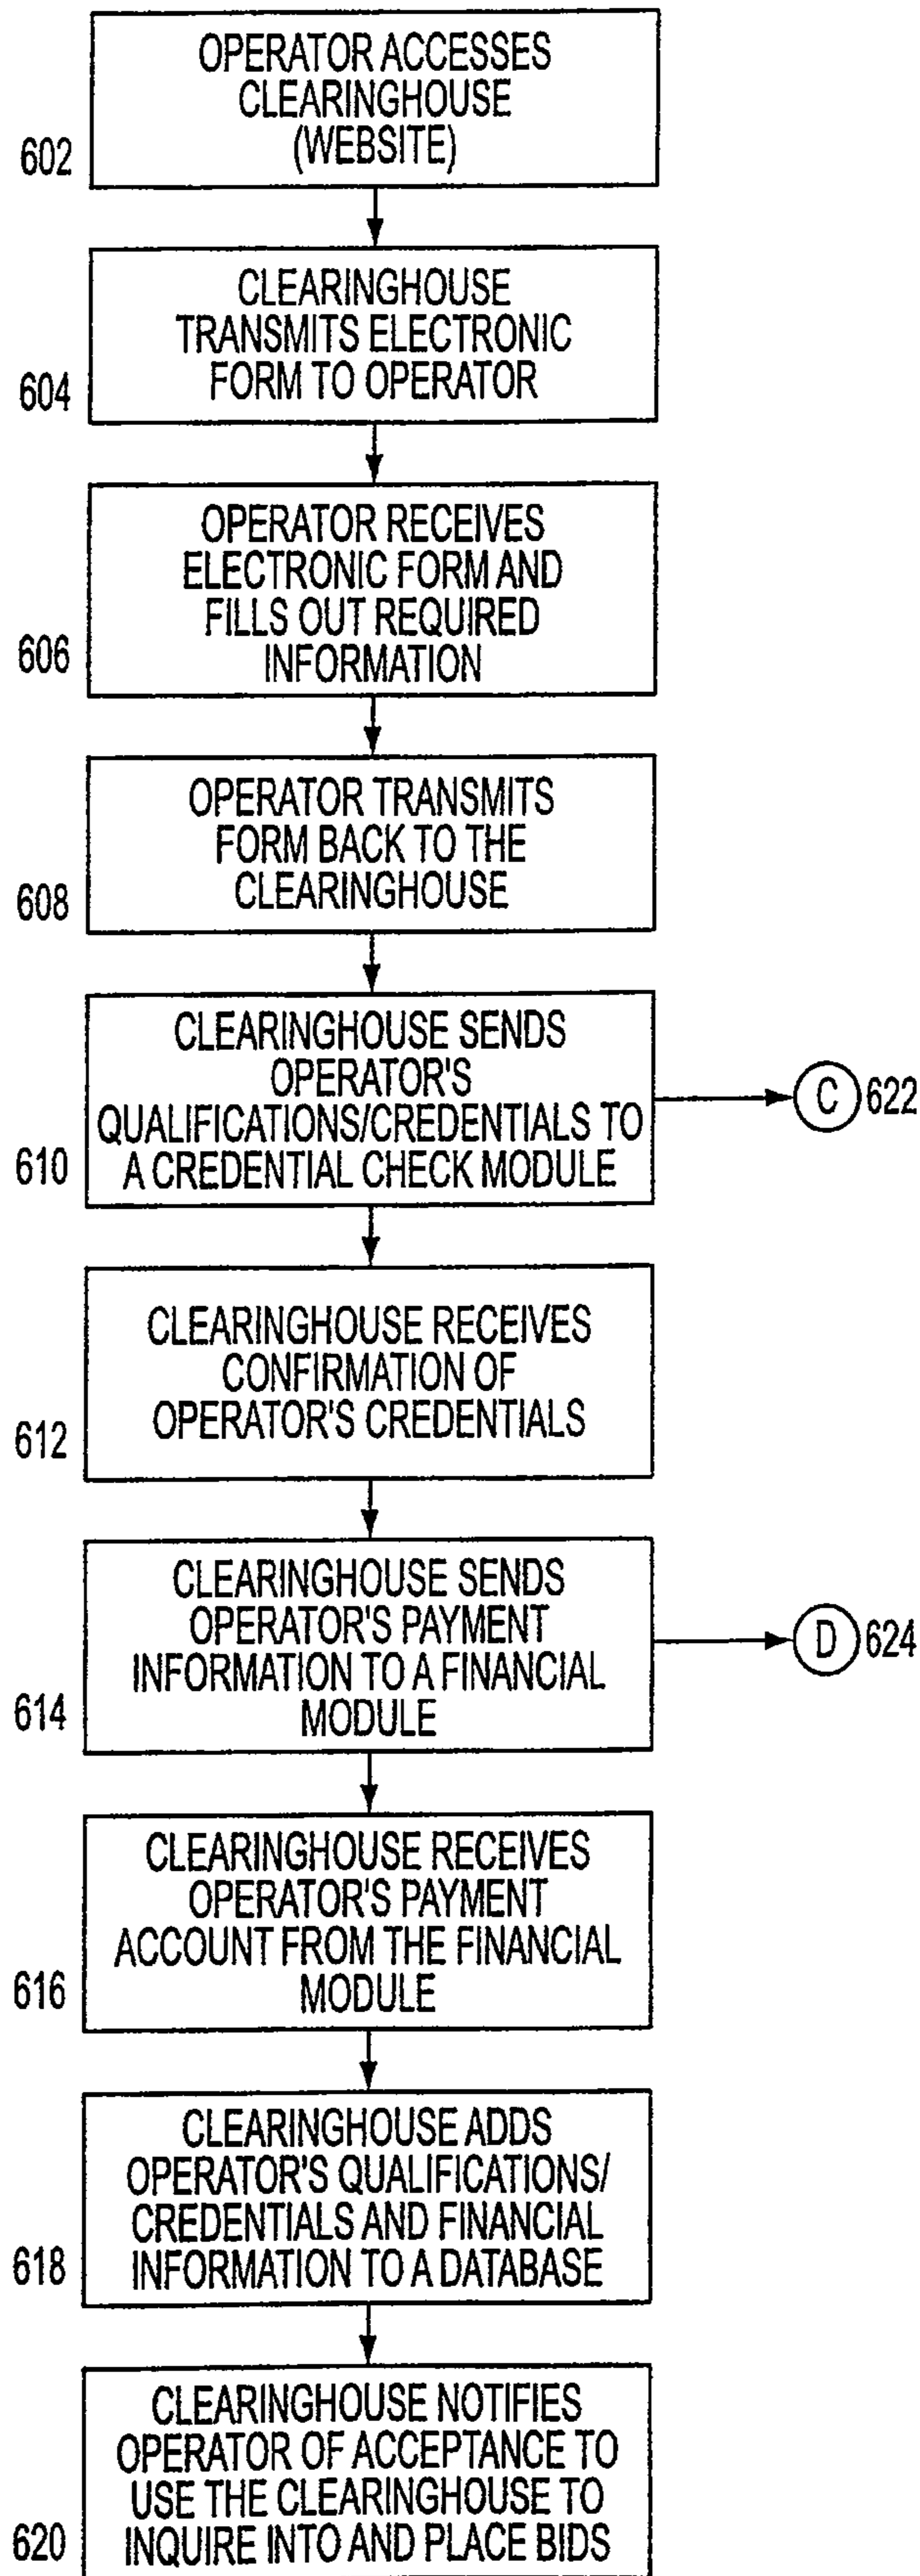 OPERATOR ACCESSES
CLEARINGHOUSE
(WEBSITE)
602
CLEARINGHOUSE
TRANSMITS ELECTRONIC
FORM TO OPERATOR
604
OPERATOR RECEIVES
ELECTRONIC FORM AND
FILLS OUT REQUIRED
INFORMATION
606
OPERATOR TRANSMITS
FORM BACK TO THE
CLEARINGHOUSE
608
CLEARINGHOUSE SENDS
OPERATOR'S
QUALIFICATIONS/CREDENTIALS TO
A CREDENTIAL CHECK MODULE
610
C 622
CLEARINGHOUSE RECEIVES
CONFIRMATION OF
OPERATOR'S CREDENTIALS
612
CLEARINGHOUSE SENDS
OPERATOR'S PAYMENT
INFORMATION TO A FINANCIAL
MODULE
614
D 624
CLEARINGHOUSE RECEIVES
OPERATOR'S PAYMENT
ACCOUNT FROM THE FINANCIAL
MODULE
616
CLEARINGHOUSE ADDS
OPERATOR'S QUALIFICATIONS/
CREDENTIALS AND FINANCIAL
INFORMATION TO A DATABASE
618
CLEARINGHOUSE NOTIFIES
OPERATOR OF ACCEPTANCE TO
USE THE CLEARINGHOUSE TO
INQUIRE INTO AND PLACE BIDS
620